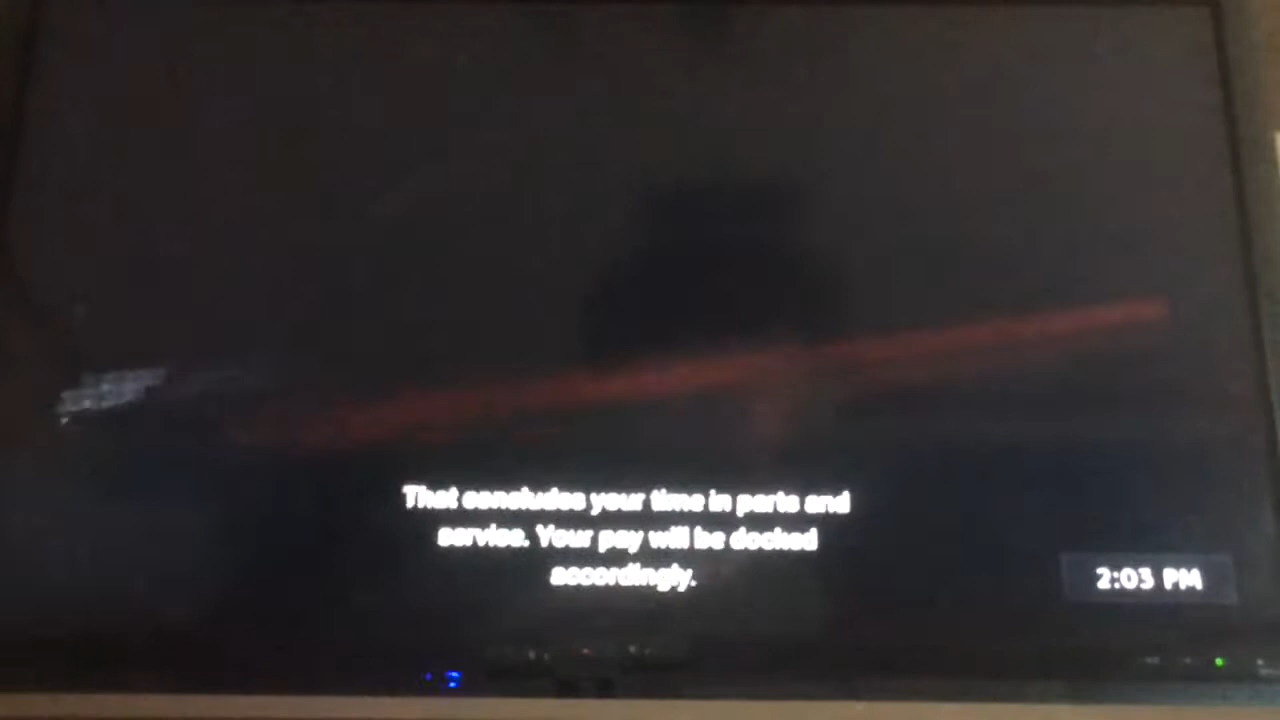 That concludes your time in parts and
service. Your pay will be docked
accordingly.
2:03 PM